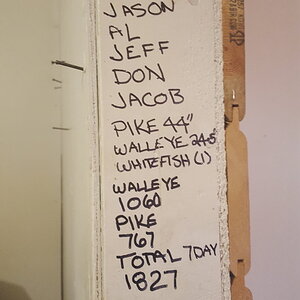 JASON
AL
JEFF
DON
JACOB
PIKE 44"
WALLEYE 24.5"
WHITEFISH (1)
WALLEYE
1060
PIKE
767
TOTAL 7DAY
1827